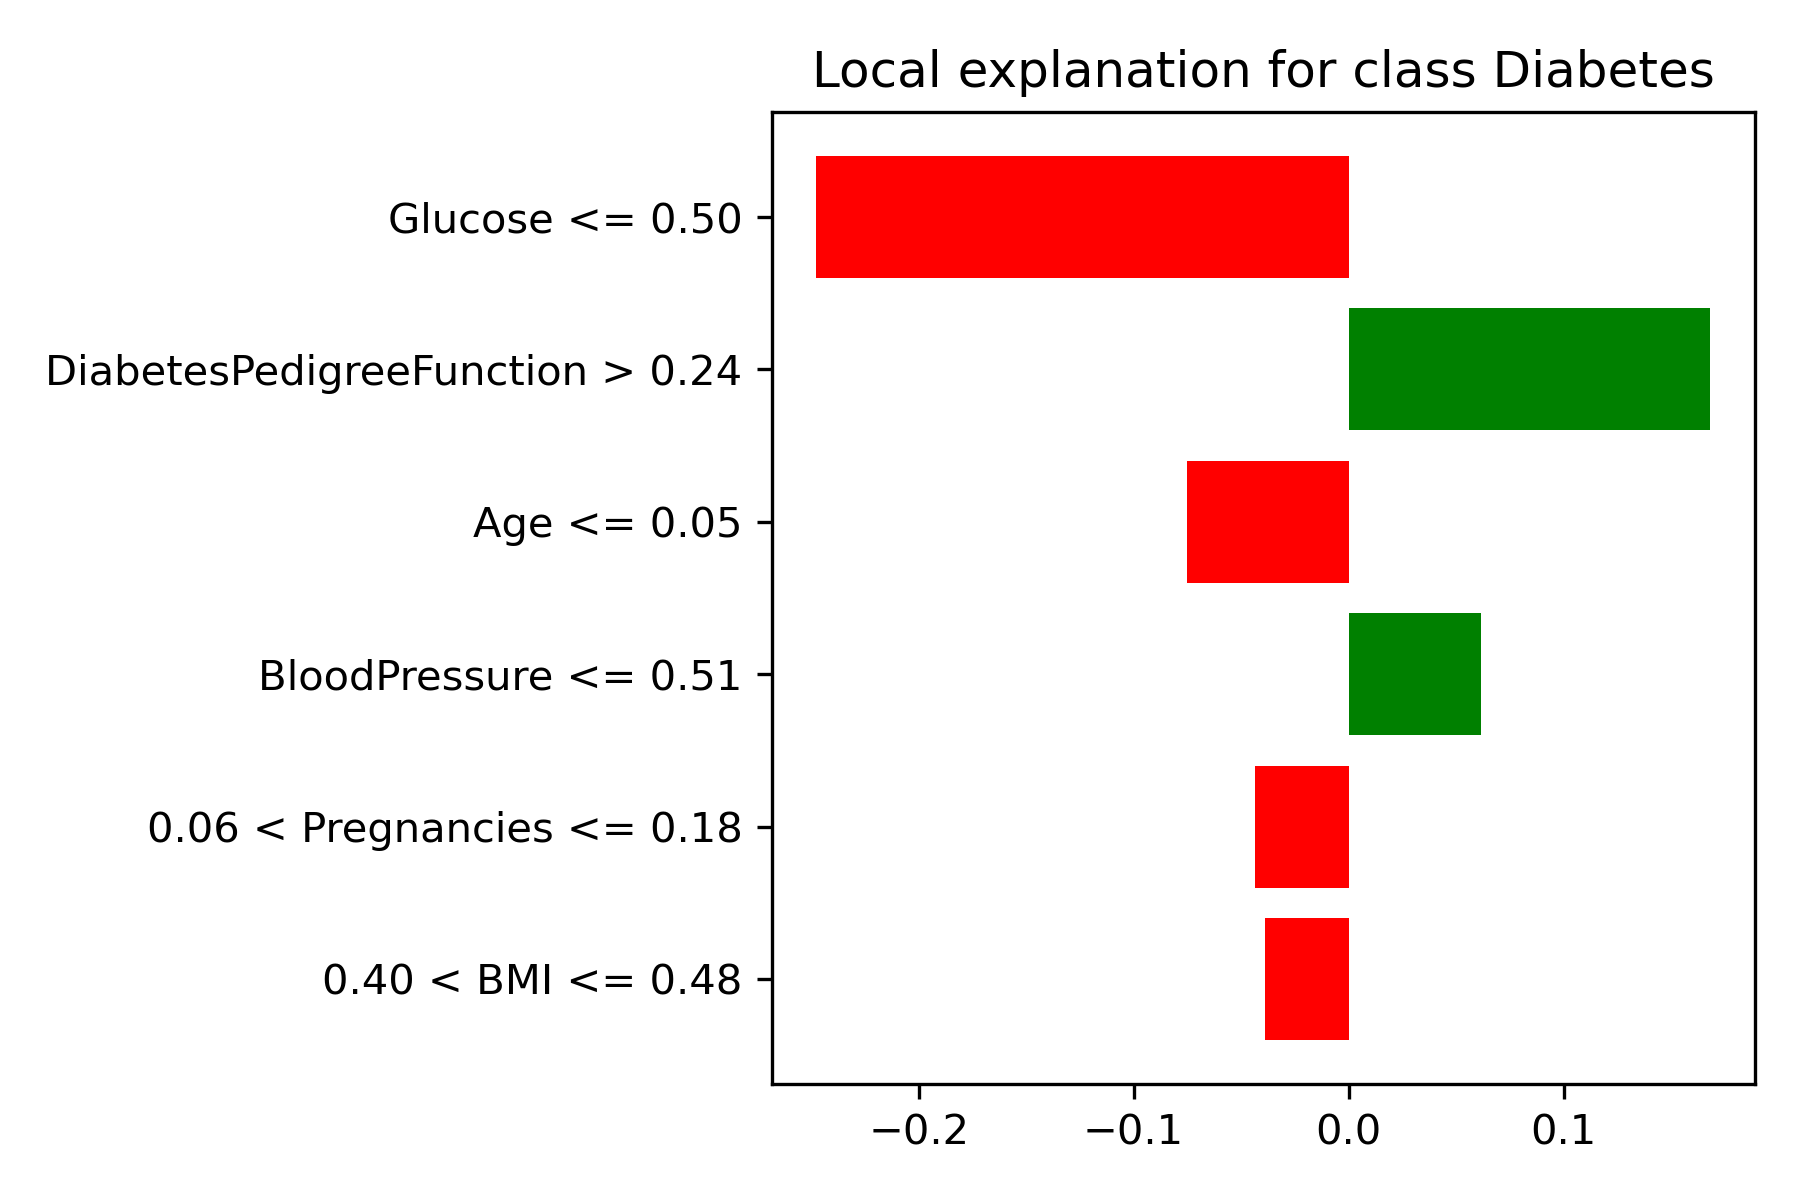 Local explanation for class Diabetes
Glucose <= 0.50
DiabetesPedigreeFunction > 0.24
Age <= 0.05
BloodPressure <= 0.51
0.06 < Pregnancies <= 0.18
0.40 < BMI <= 0.48
−0.2 −0.1 0.0 0.1